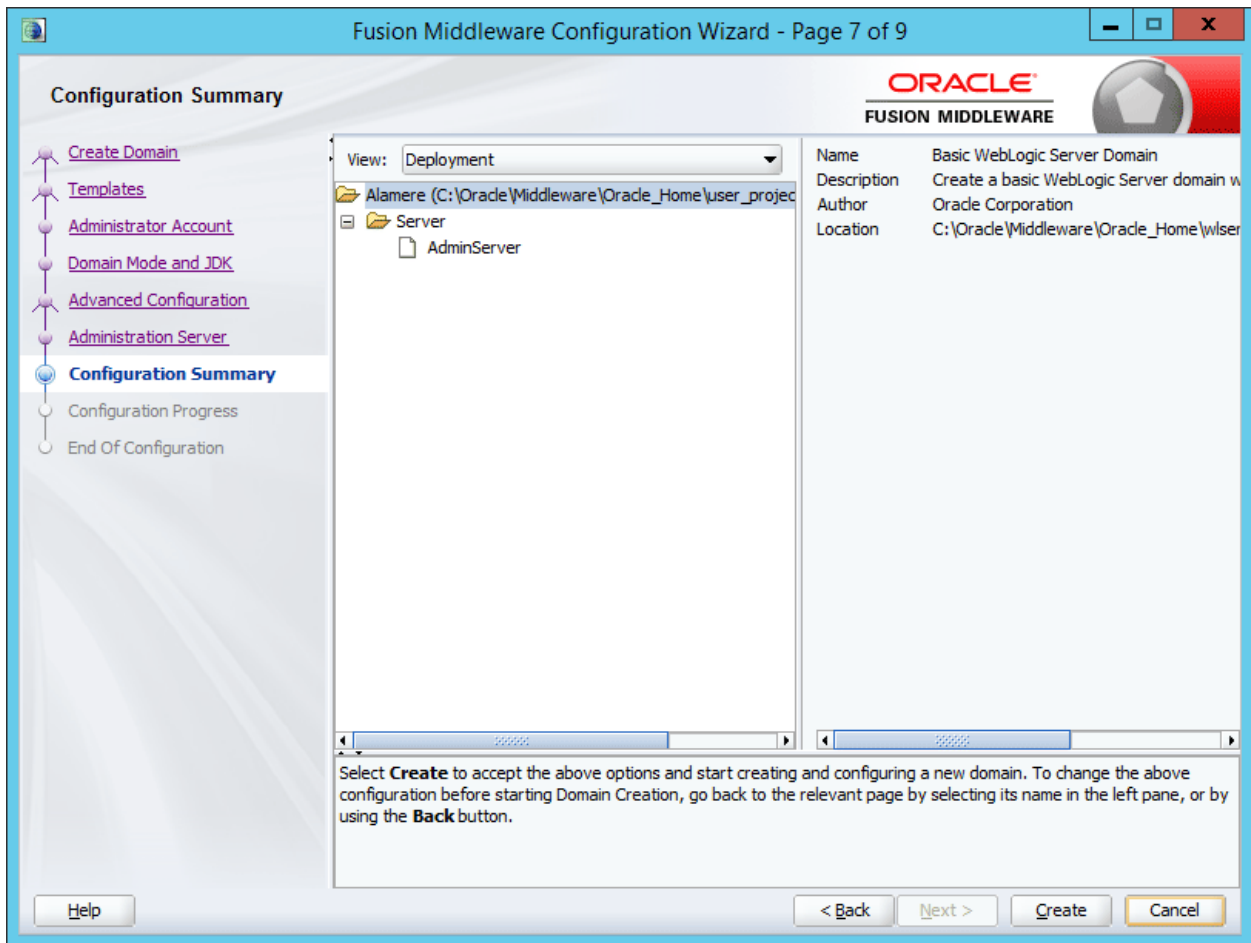 Fusion Middleware Configuration Wizard - Page 7 of 9
Configuration Summary
ORACLE
FUSION MIDDLEWARE
Create Domain
Templates
Administrator Account
Domain Mode and JDK
Advanced Configuration
Administration Server
Configuration Summary
Configuration Progress
End Of Configuration
View: Deployment
Alamere (C:\Oracle\Middleware\Oracle_Home\user_projec
Server
AdminServer
Name Basic WebLogic Server Domain
Description Create a basic WebLogic Server domain w
Author Oracle Corporation
Location C:\Oracle\Middleware\Oracle_Home\wlser
Select Create to accept the above options and start creating and configuring a new domain. To change the above
configuration before starting Domain Creation, go back to the relevant page by selecting its name in the left pane, or by
using the Back button.
Help
< Back
Next >
Create
Cancel